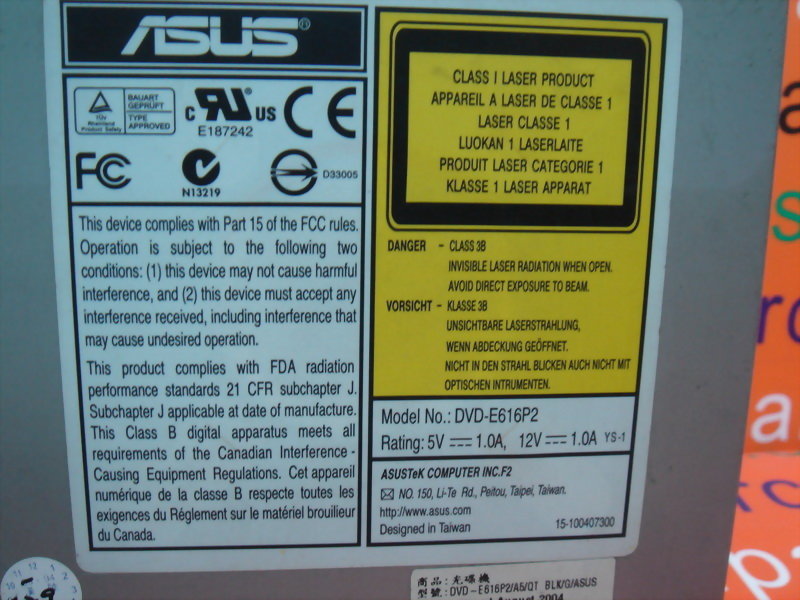 ASUS®
TÜV
Rheinland
Product Safety
BAUART
GEPRÜFT
TYPE
APPROVED
C UR® US
E187242
CE
FC
N13219
D33005
This device complies with Part 15 of the FCC rules.
Operation is subject to the following two
conditions: (1) this device may not cause harmful
interference, and (2) this device must accept any
interference received, including interference that
may cause undesired operation.
This product complies with FDA radiation
performance standards 21 CFR subchapter J.
Subchapter J applicable at date of manufacture.
This Class B digital apparatus meets all
requirements of the Canadian Interference -
Causing Equipment Regulations. Cet appareil
numérique de la classe B respecte toutes les
exigences du Réglement sur le matériel brouilieur
du Canada.
CLASS I LASER PRODUCT
APPAREIL A LASER DE CLASSE 1
LASER CLASSE 1
LUOKAN 1 LASERLAITE
PRODUIT LASER CATEGORIE 1
KLASSE 1 LASER APPARAT
DANGER - CLASS 3B
INVISIBLE LASER RADIATION WHEN OPEN.
AVOID DIRECT EXPOSURE TO BEAM.
VORSICHT - KLASSE 3B
UNSICHTBARE LASERSTRAHLUNG,
WENN ABDECKUNG GEÖFFNET.
NICHT IN DEN STRAHL BLICKEN AUCH NICHT MIT
OPTISCHEN INTRUMENTEN.
Model No.: DVD-E616P2
Rating: 5V ⎓ 1.0A, 12V ⎓ 1.0A YS-1
ASUSTeK COMPUTER INC.F2
NO. 150, Li-Te Rd., Peitou, Taipei, Taiwan.
http://www.asus.com
Designed in Taiwan 15-100407300
商品:光碟機
型號:DVD-E616P2/A5/QT BLK/G/ASUS
August 2004